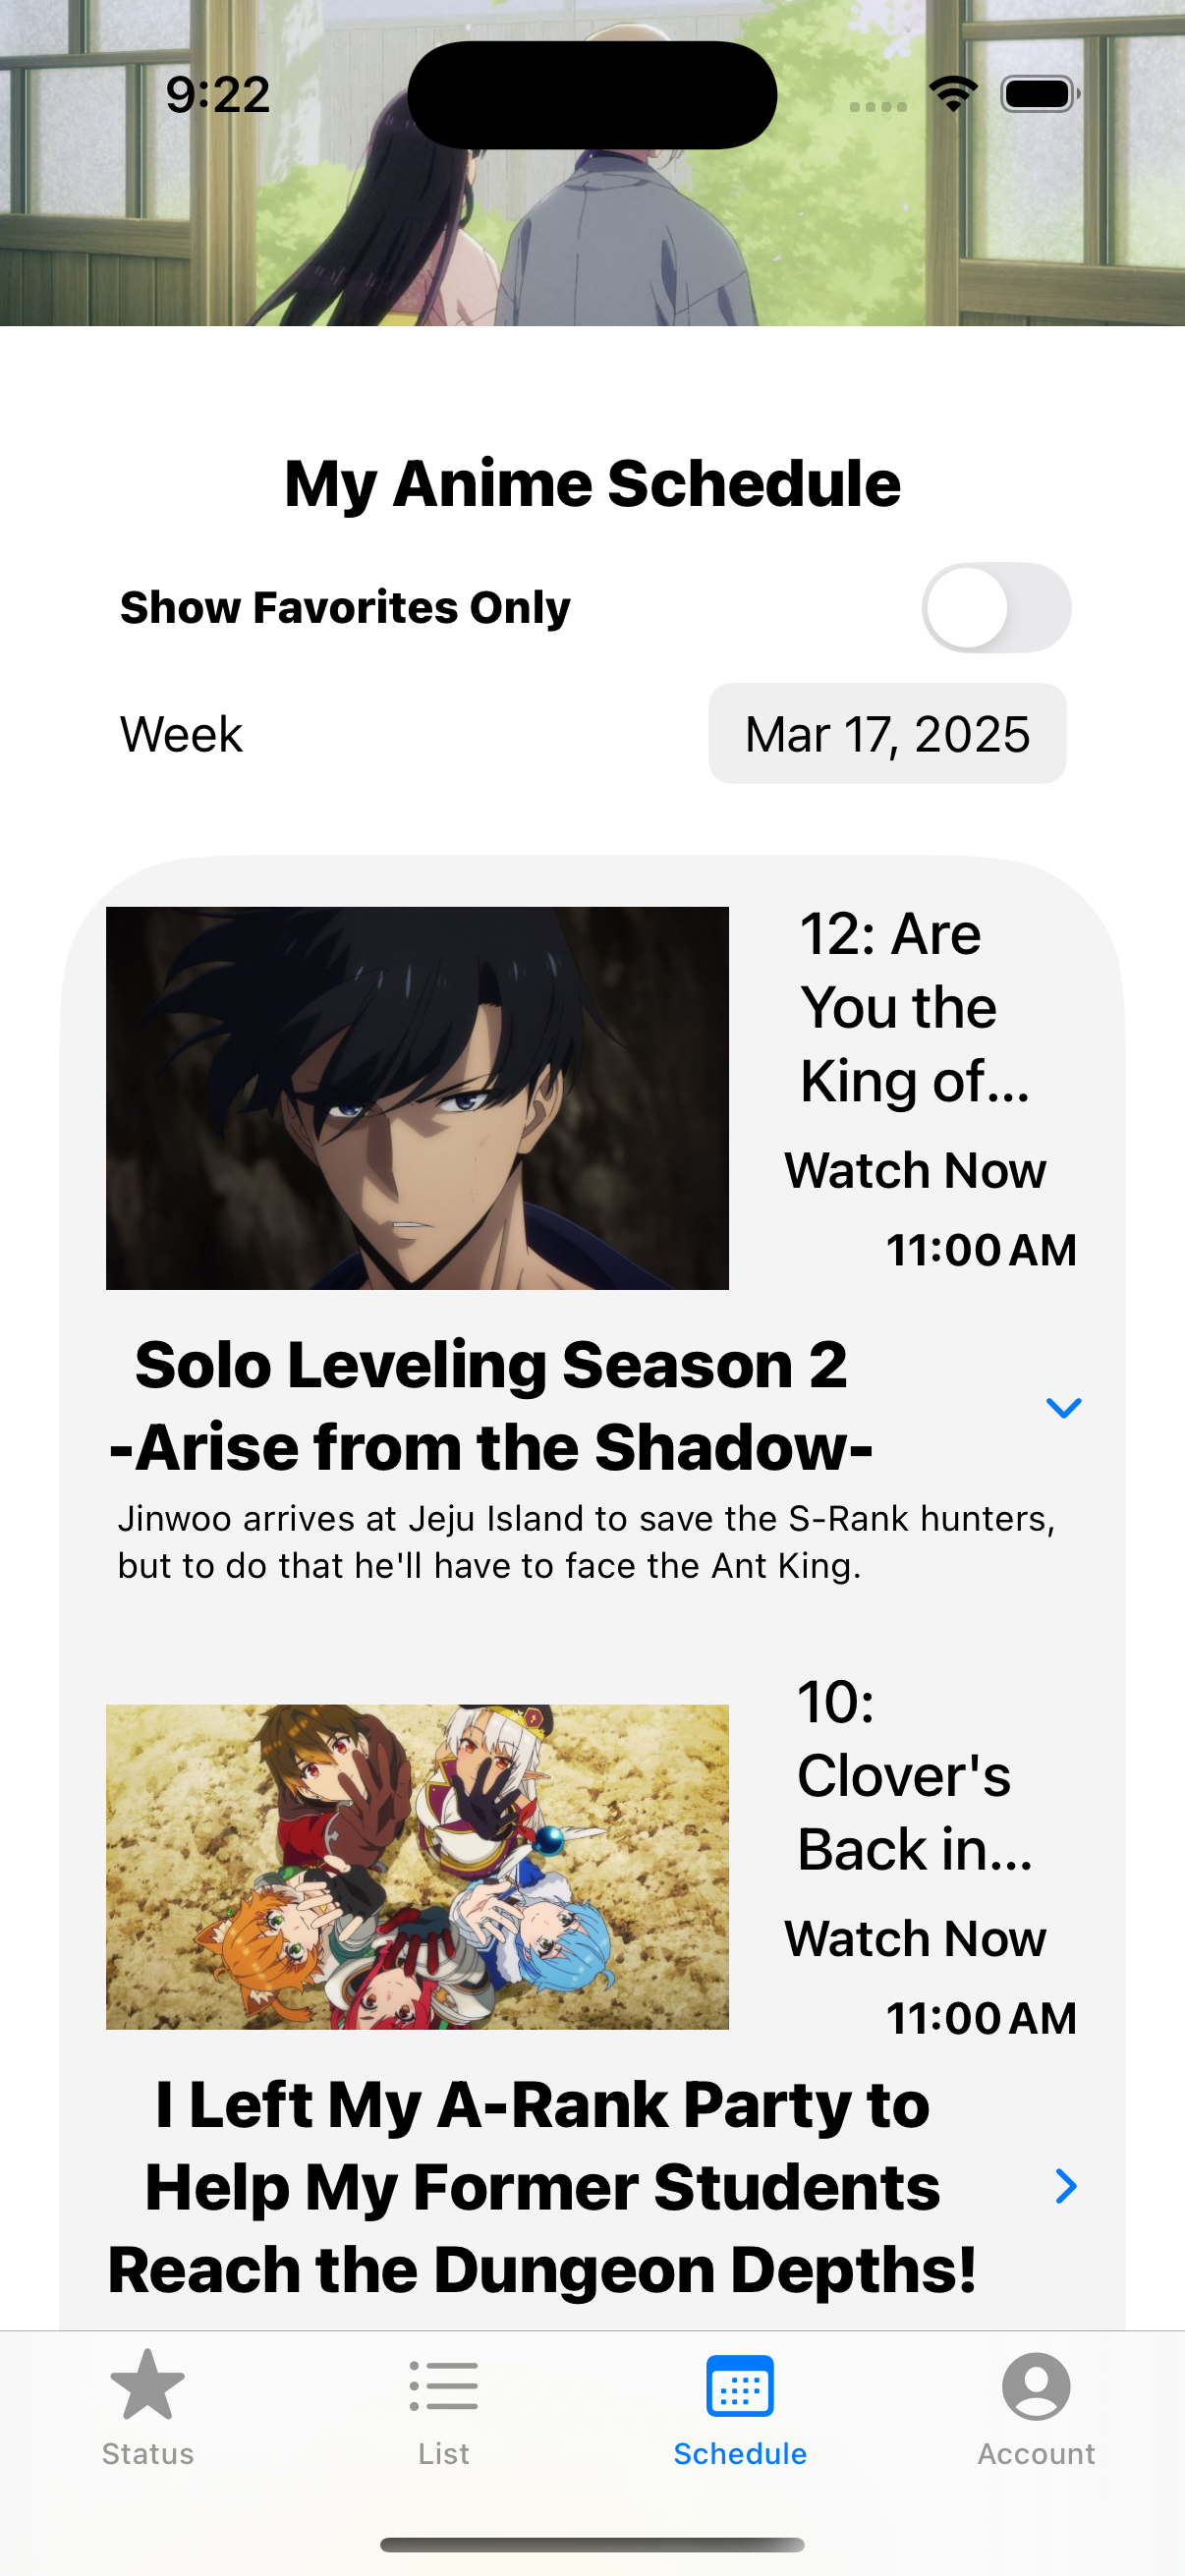 9:22
My Anime Schedule
Show Favorites Only
Week
Mar 17, 2025
12: Are
You the
King of...
Watch Now
11:00 AM
Solo Leveling Season 2
-Arise from the Shadow-
Jinwoo arrives at Jeju Island to save the S-Rank hunters,
but to do that he'll have to face the Ant King.
10:
Clover's
Back in...
Watch Now
11:00 AM
I Left My A-Rank Party to
Help My Former Students
Reach the Dungeon Depths!
Status
List
Schedule
Account